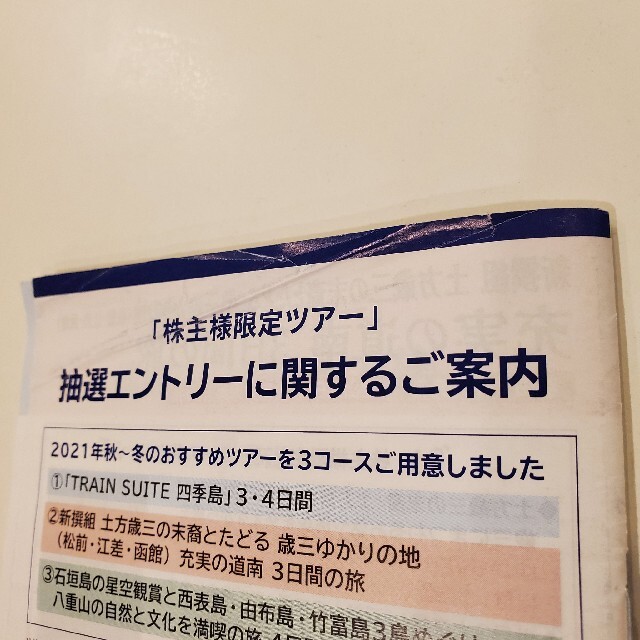 「株主様限定ツアー」
抽選エントリーに関するご案内
2021年秋~冬のおすすめツアーを3コースご用意しました
①「TRAIN SUITE 四季島」3・4日間
②新撰組 土方歳三の末裔とたどる 歳三ゆかりの地
(松前・江差・函館) 充実の道南 3日間の旅
③石垣島の星空観賞と西表島・由布島・竹富島3島めぐり
八重山の自然と文化を満喫の旅 4日